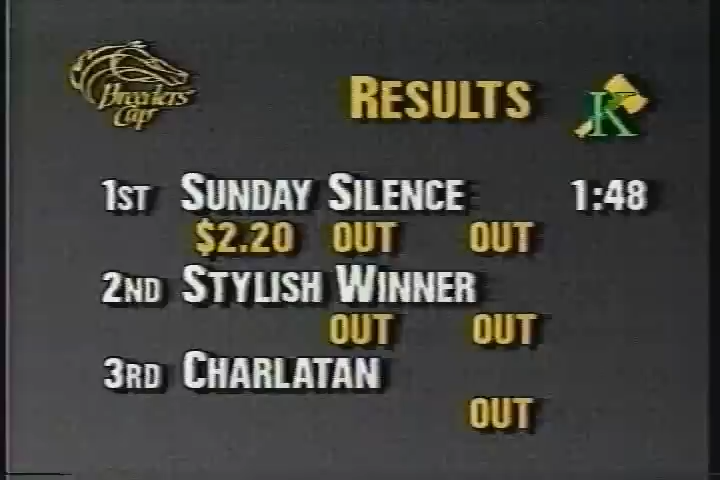 Breeders' Cup
RESULTS
K
1ST SUNDAY SILENCE 1:48
$2.20 OUT OUT
2ND STYLISH WINNER
OUT OUT
3RD CHARLATAN
OUT